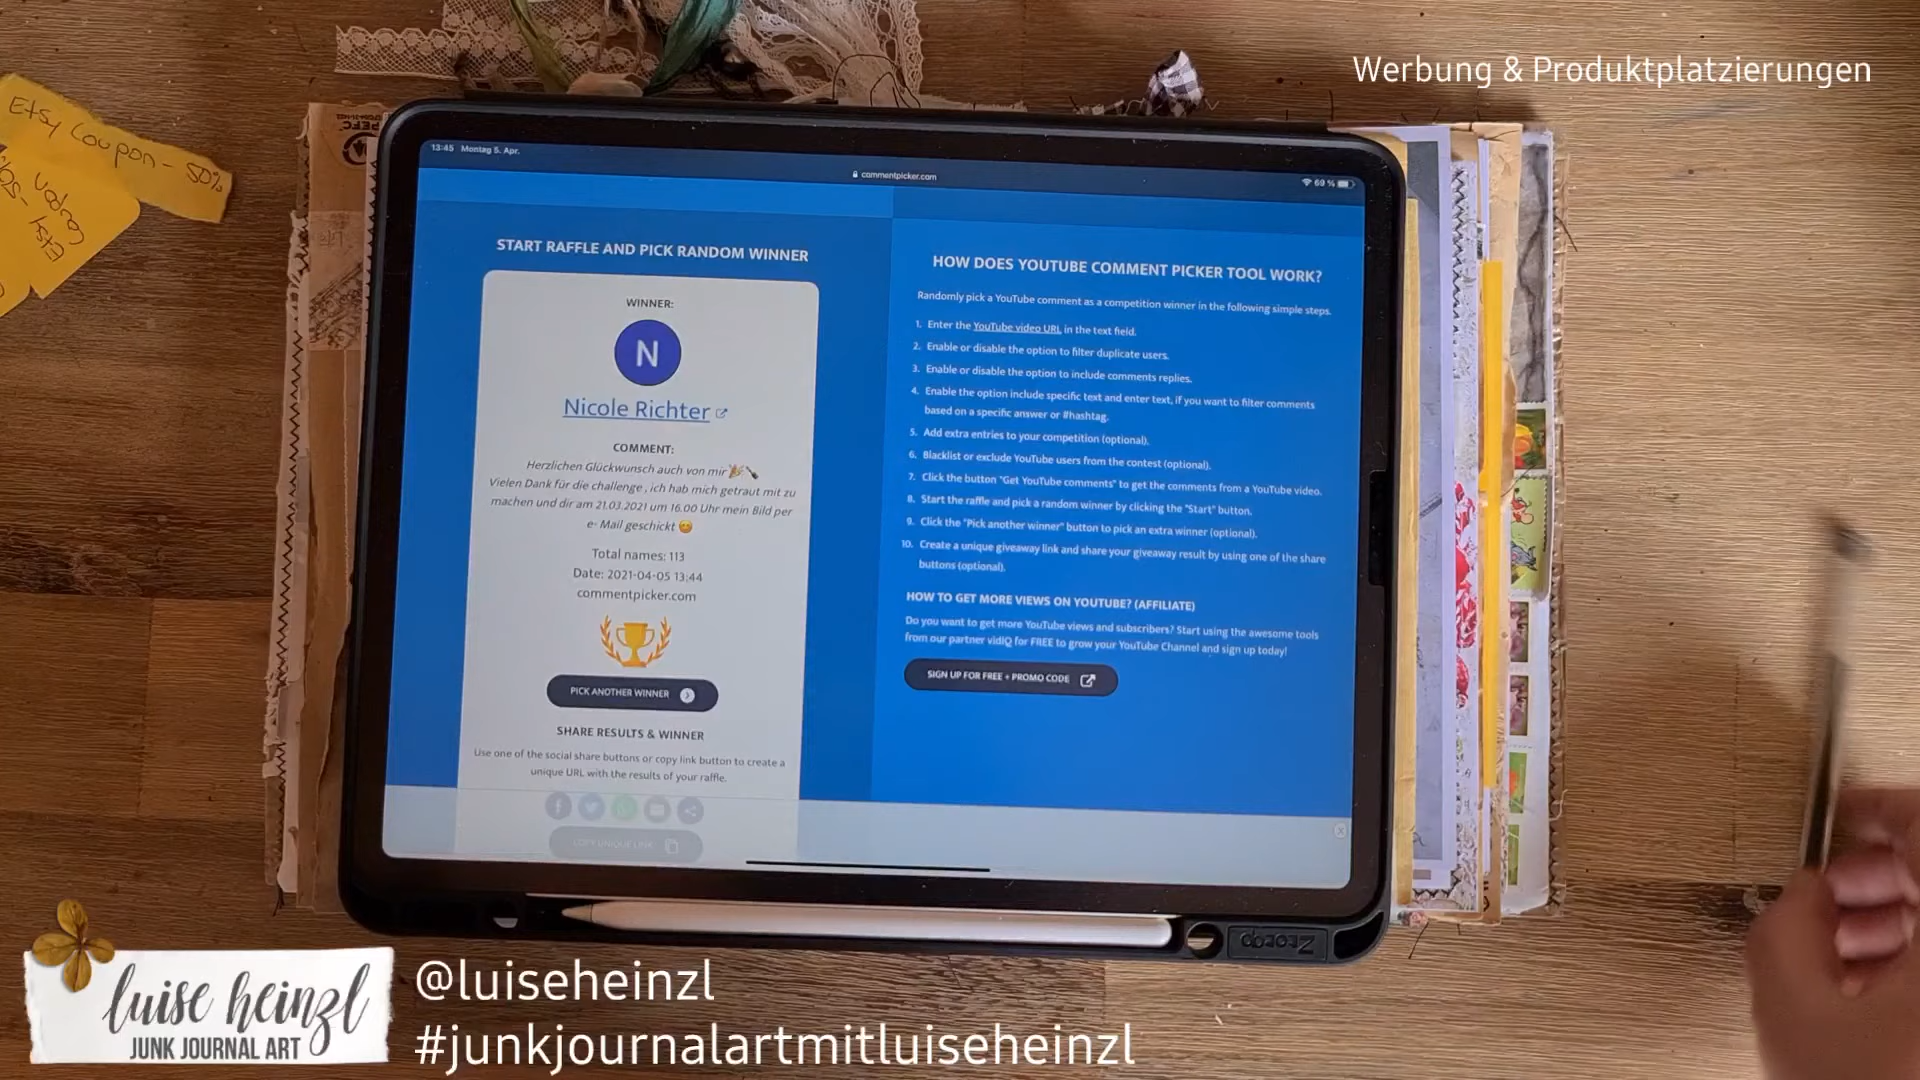 Werbung & Produktplatzierungen
Etsy Coupon - 50%
Etsy - 50%
PEFC
13:45 Montag 5. Apr.
commentpicker.com
69 %
START RAFFLE AND PICK RANDOM WINNER
WINNER:
N
Nicole Richter
COMMENT:
Herzlichen Glückwunsch auch von mir 🎉🍾
Vielen Dank für die challenge , ich hab mich getraut mit zu
machen und dir am 21.03.2021 um 16.00 Uhr mein Bild per
e- Mail geschickt 😊
Total names: 113
Date: 2021-04-05 13:44
commentpicker.com
PICK ANOTHER WINNER
SHARE RESULTS & WINNER
Use one of the social share buttons or copy link button to create a
unique URL with the results of your raffle.
COPY UNIQUE LINK
HOW DOES YOUTUBE COMMENT PICKER TOOL WORK?
Randomly pick a YouTube comment as a competition winner in the following simple steps.
1. Enter the YouTube video URL in the text field.
2. Enable or disable the option to filter duplicate users.
3. Enable or disable the option to include comments replies.
4. Enable the option include specific text and enter text, if you want to filter comments
based on a specific answer or #hashtag.
5. Add extra entries to your competition (optional).
6. Blacklist or exclude YouTube users from the contest (optional).
7. Click the button "Get YouTube comments" to get the comments from a YouTube video.
8. Start the raffle and pick a random winner by clicking the "Start" button.
9. Click the "Pick another winner" button to pick an extra winner (optional).
10. Create a unique giveaway link and share your giveaway result by using one of the share
buttons (optional).
HOW TO GET MORE VIEWS ON YOUTUBE? (AFFILIATE)
Do you want to get more YouTube views and subscribers? Start using the awesome tools
from our partner vidIQ for FREE to grow your YouTube Channel and sign up today!
SIGN UP FOR FREE + PROMO CODE
Ztotop
luise heinzl
JUNK JOURNAL ART
@luiseheinzl
#junkjournalartmitluiseheinzl